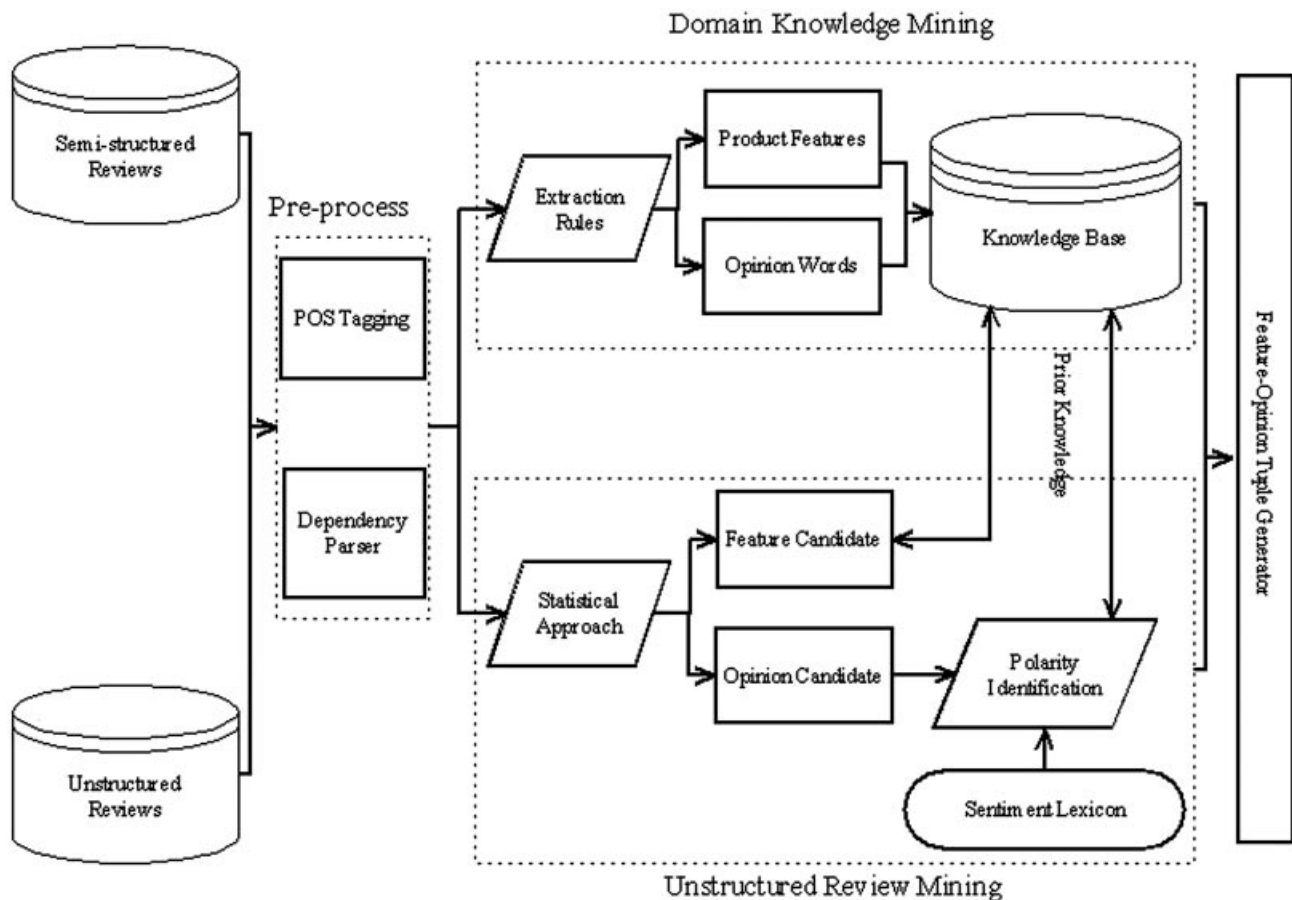 Domain Knowledge Mining
Semi-structured
Reviews
Pre-process
POS Tagging
Dependency
Parser
Unstructured
Reviews
Extraction
Rules
Product Features
Opinion Words
Knowledge Base
Prior Knowledge
Statistical
Approach
Feature Candidate
Opinion Candidate
Polarity
Identification
Sentiment Lexicon
Unstructured Review Mining
Feature-Opinion Tuple Generator